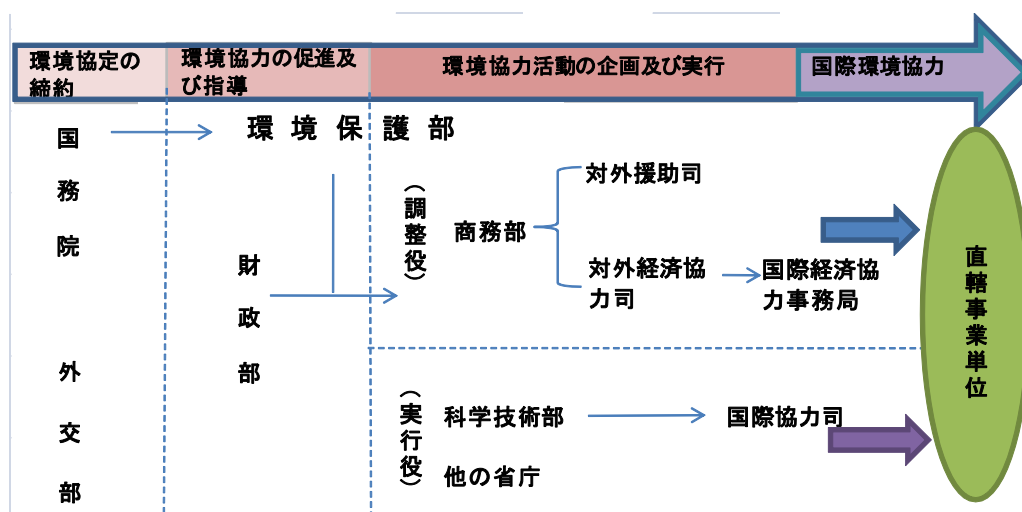 環境協定の
締約
環境協力の促進及
び指導
環境協力活動の企画及び実行
国際環境協力
国務院
外交部
環境保護部
財政部
（調整役）
商務部
対外援助司
対外経済協
力司
国際経済協
力事務局
（実行役）
科学技術部
国際協力司
他の省庁
直轄事業単位